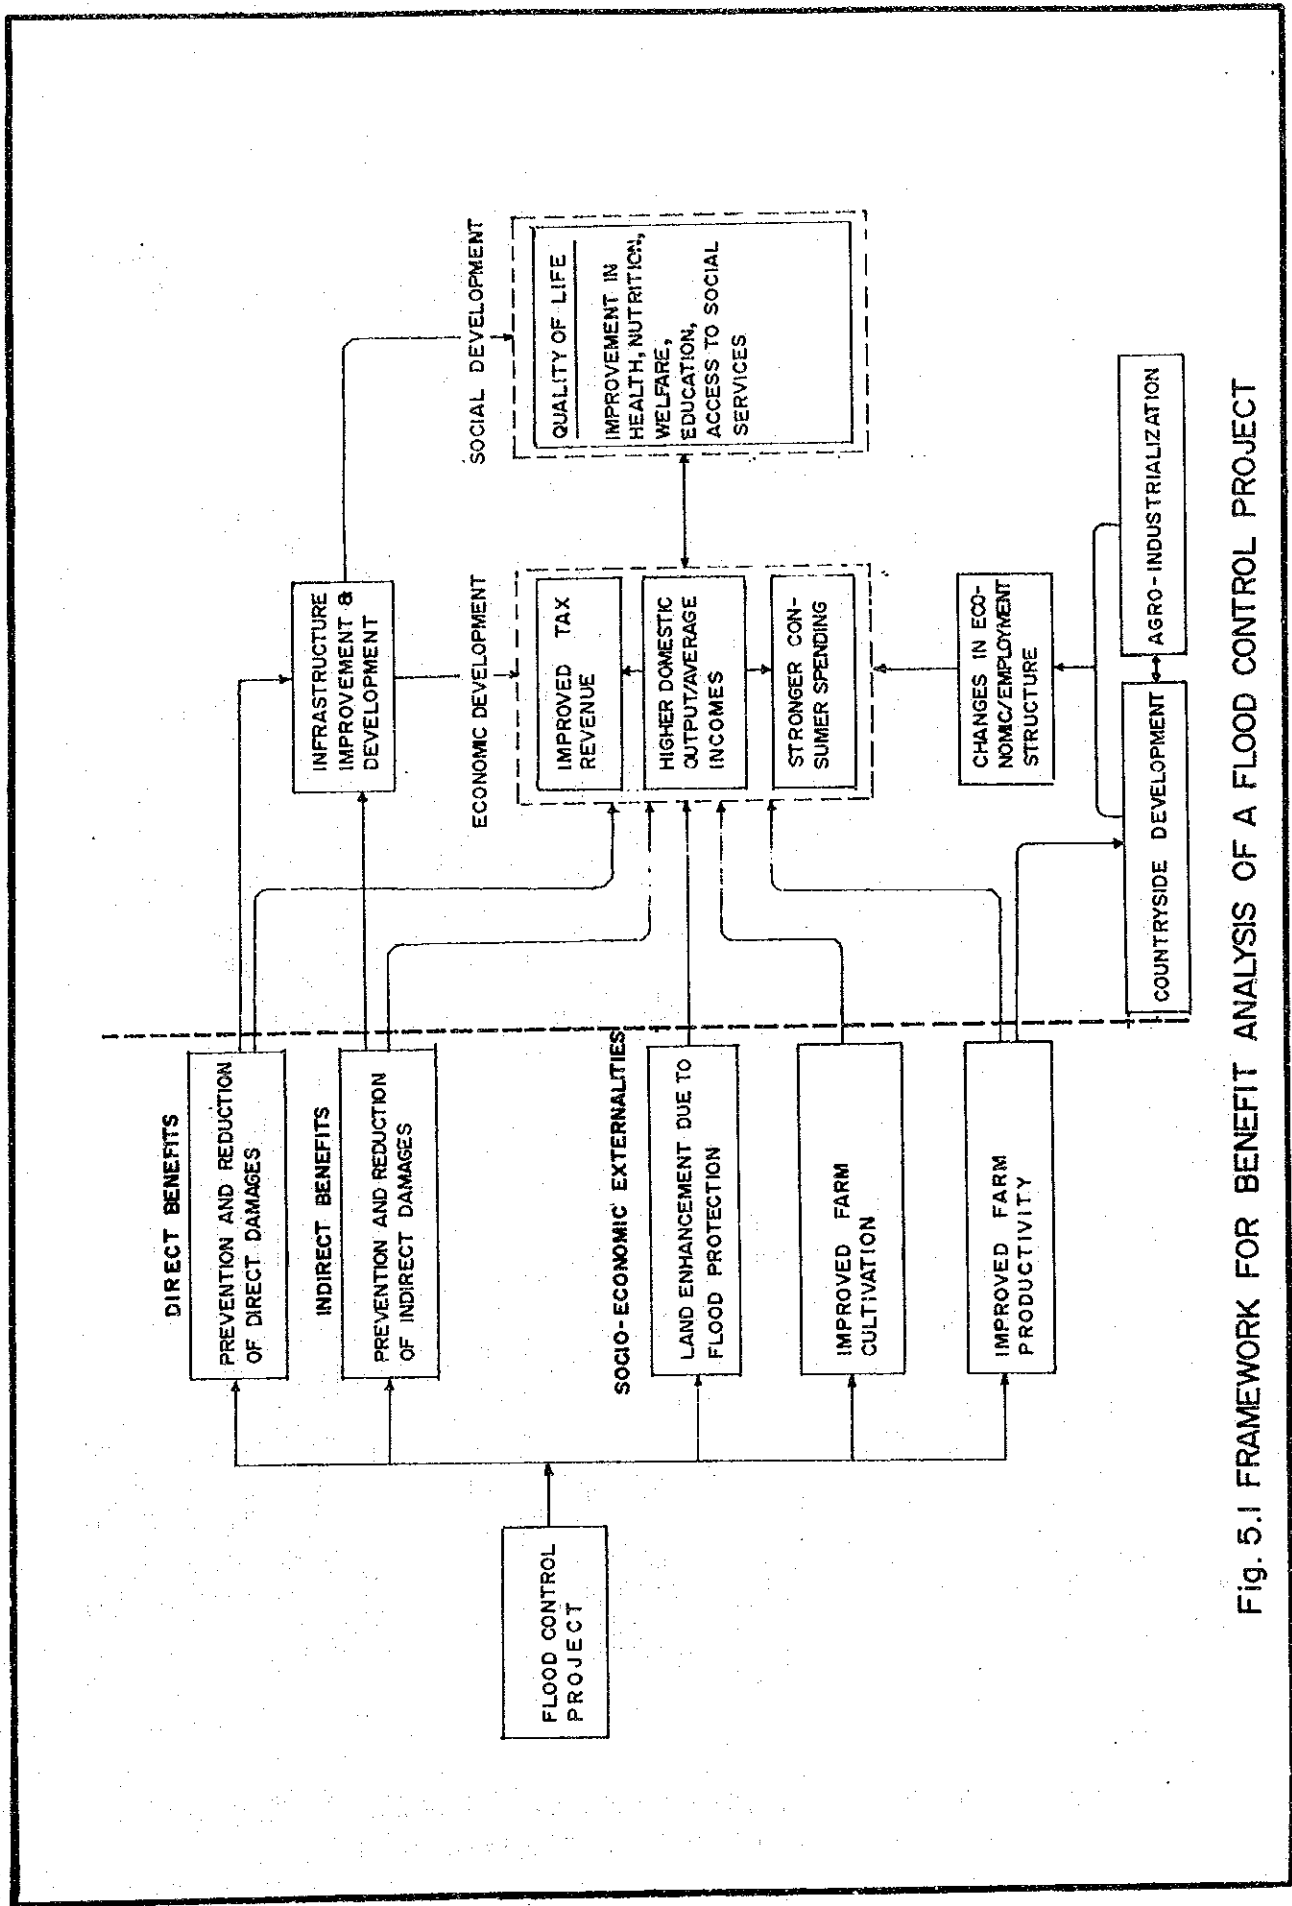 FLOOD CONTROL
PROJECT
DIRECT BENEFITS
PREVENTION AND REDUCTION
OF DIRECT DAMAGES
INDIRECT BENEFITS
PREVENTION AND REDUCTION
OF INDIRECT DAMAGES
SOCIO-ECONOMIC EXTERNALITIES
LAND ENHANCEMENT DUE TO
FLOOD PROTECTION
IMPROVED FARM
CULTIVATION
IMPROVED FARM
PRODUCTIVITY
INFRASTRUCTURE
IMPROVEMENT &
DEVELOPMENT
ECONOMIC DEVELOPMENT
IMPROVED TAX
REVENUE
HIGHER DOMESTIC
OUTPUT/AVERAGE
INCOMES
STRONGER CON-
SUMER SPENDING
CHANGES IN ECO-
NOMIC/EMPLOYMENT
STRUCTURE
COUNTRYSIDE DEVELOPMENT
AGRO-INDUSTRIALIZATION
SOCIAL DEVELOPMENT
QUALITY OF LIFE
IMPROVEMENT IN
HEALTH, NUTRITION,
WELFARE,
EDUCATION,
ACCESS TO SOCIAL
SERVICES
Fig. 5.1 FRAMEWORK FOR BENEFIT ANALYSIS OF A FLOOD CONTROL PROJECT